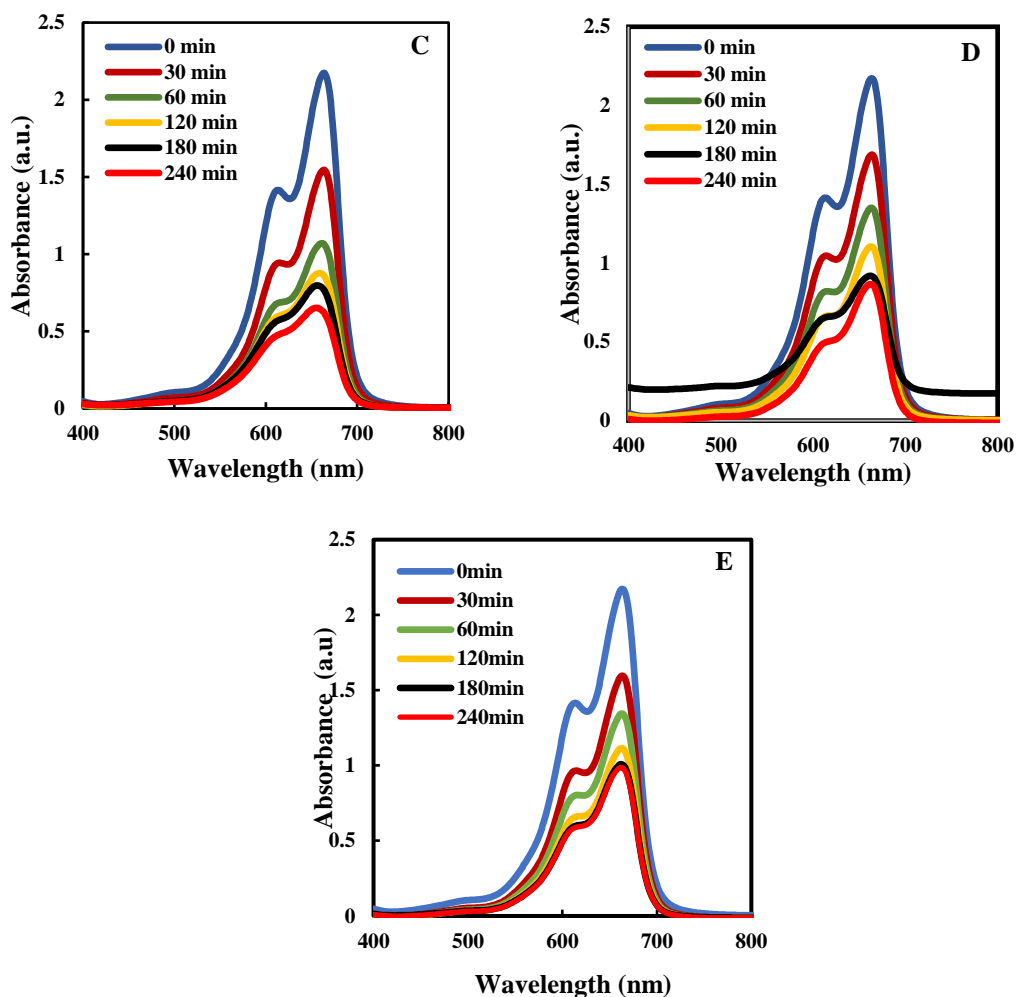 C
0 min
30 min
60 min
120 min
180 min
240 min
2.5
2
1.5
1
0.5
0
400 500 600 700 800
Absorbance (a.u.)
Wavelength (nm)
D
0 min
30 min
60 min
120 min
180 min
240 min
2.5
2
1.5
1
0.5
0
400 500 600 700 800
Absorbance (a.u.)
Wavelength (nm)
E
0min
30min
60min
120min
180min
240min
2.5
2
1.5
1
0.5
0
400 500 600 700 800
Absorbance (a.u)
Wavelength (nm)